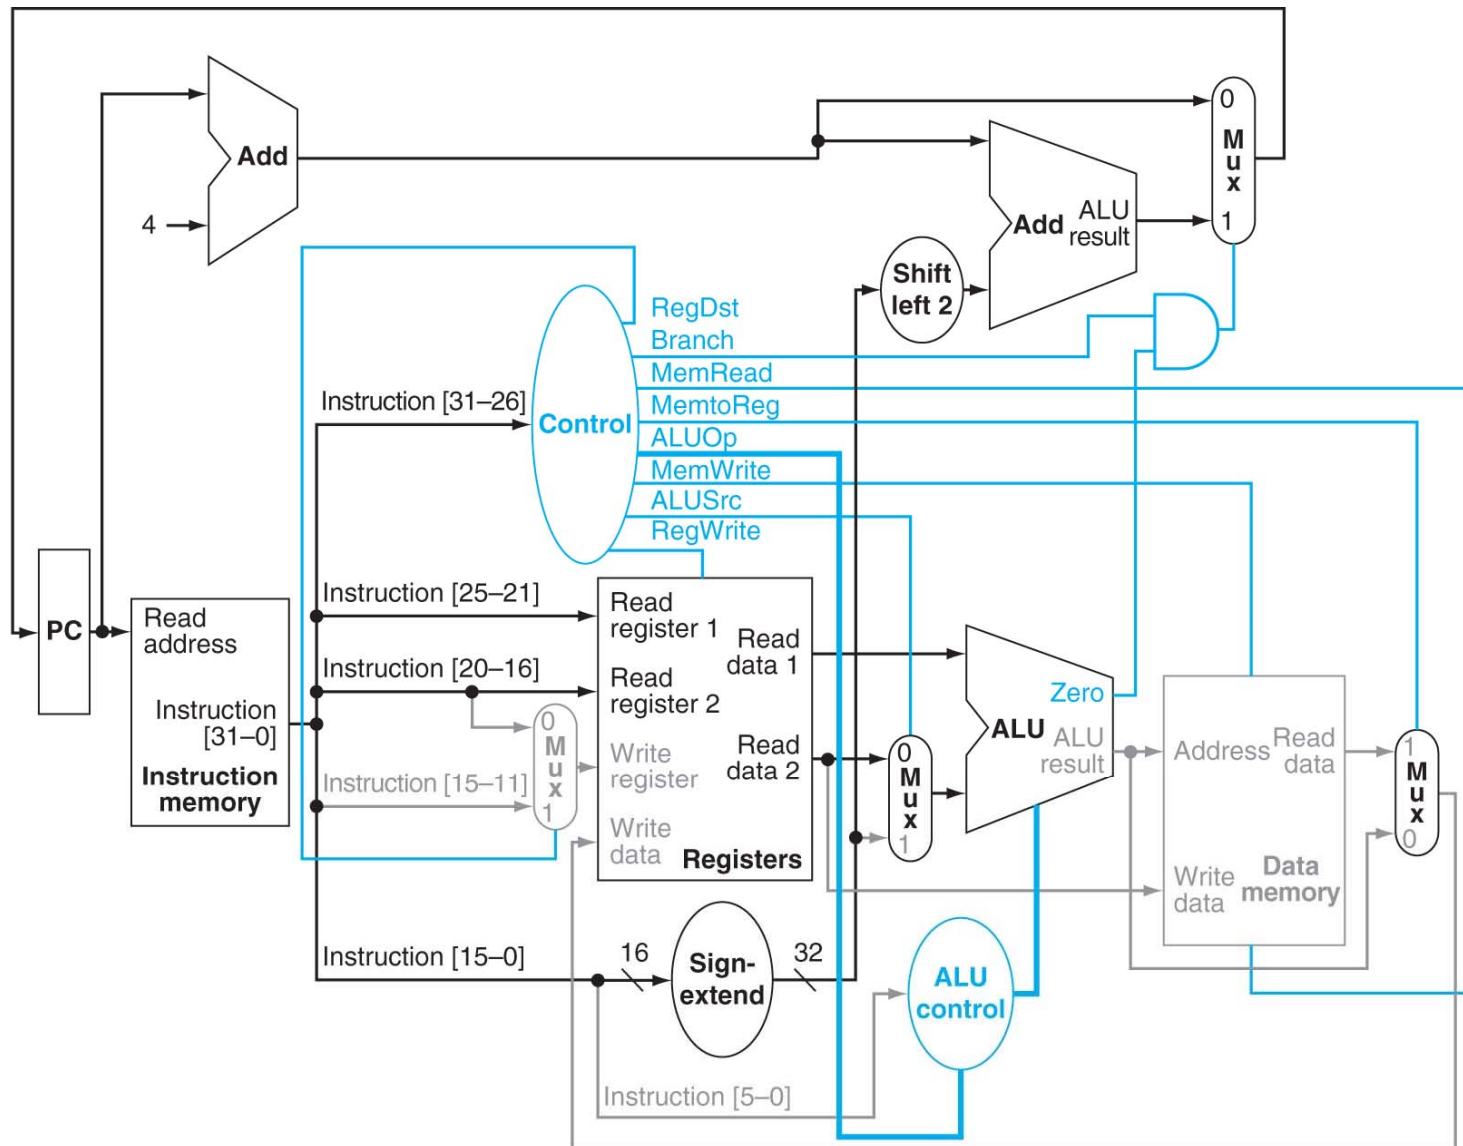 0
M
u
x
1
Add
4
Add
ALU
result
Shift
left 2
RegDst
Branch
MemRead
MemtoReg
ALUOp
MemWrite
ALUSrc
RegWrite
Instruction [31–26]
Control
PC
Read
address
Instruction
[31–0]
Instruction
memory
Instruction [25–21]
Instruction [20–16]
Instruction [15–11]
0
M
u
x
1
Read
register 1
Read
register 2
Write
register
Write
data
Read
data 1
Read
data 2
Registers
0
M
u
x
1
Zero
ALU
ALU
result
Address
Read
data
Write
data
Data
memory
1
M
u
x
0
Instruction [15–0]
16
Sign-
extend
32
ALU
control
Instruction [5–0]